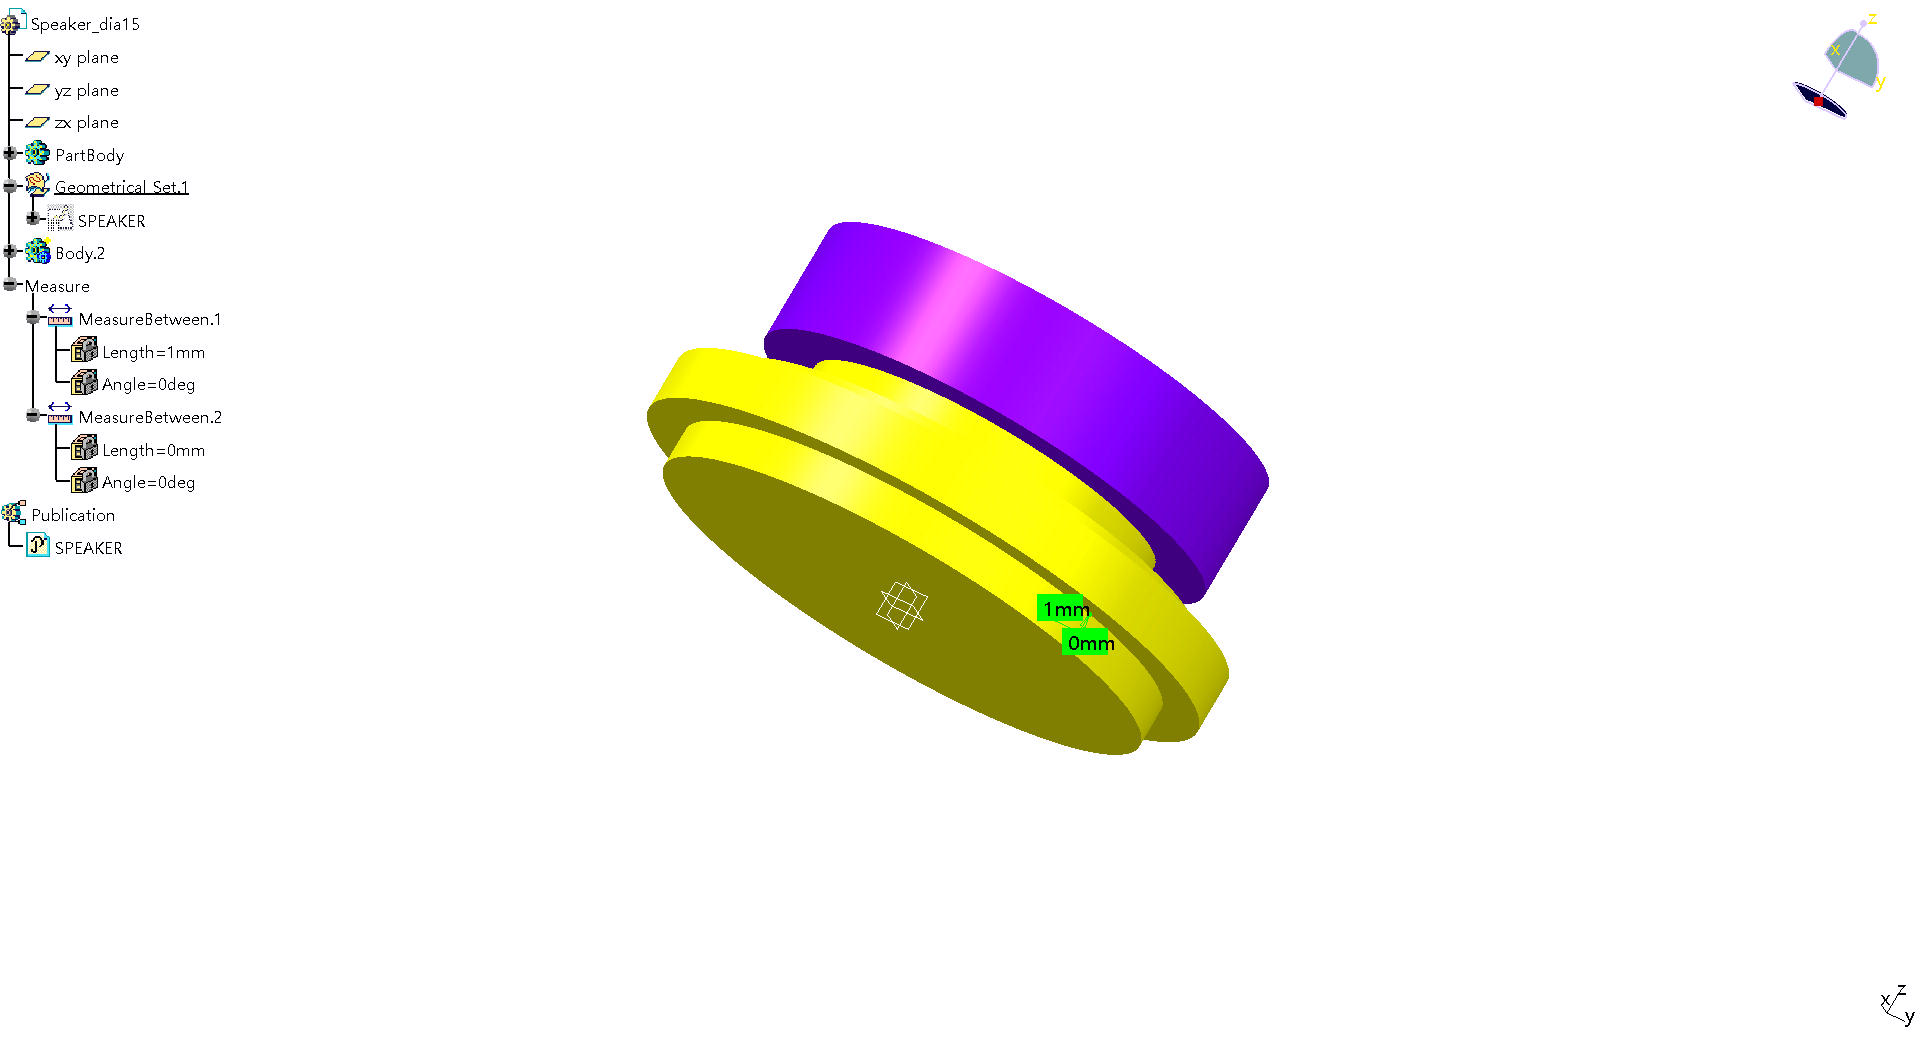 Speaker_dia15
xy plane
yz plane
zx plane
PartBody
Geometrical Set.1
SPEAKER
Body.2
Measure
MeasureBetween.1
Length=1mm
Angle=0deg
MeasureBetween.2
Length=0mm
Angle=0deg
Publication
SPEAKER
z
x
y
1mm
0mm
z
x
y